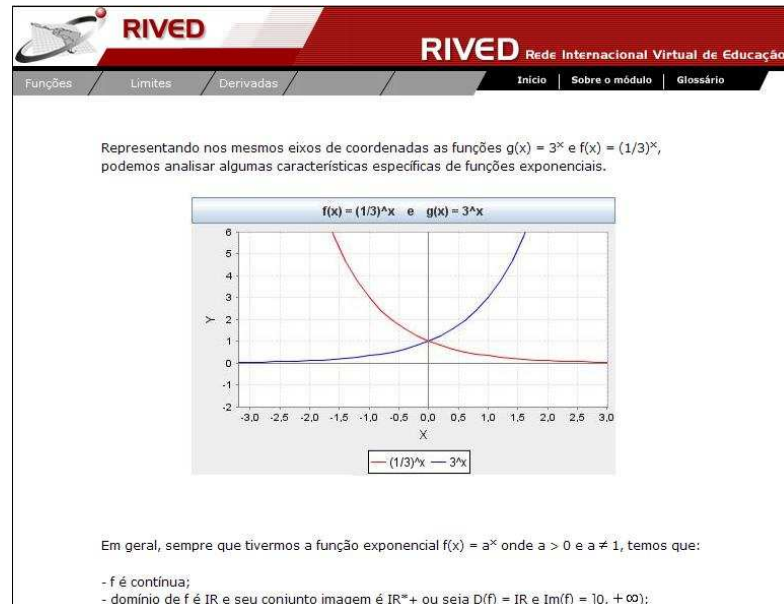 RIVED
RIVED Rede Internacional Virtual de Educação
Funções Limites Derivadas Início Sobre o módulo Glossário
Representando nos mesmos eixos de coordenadas as funções g(x) = 3ˣ e f(x) = (1/3)ˣ,
podemos analisar algumas características específicas de funções exponenciais.
f(x) = (1/3)^x e g(x) = 3^x
6
5
4
3
2
1
0
-1
-2
Y
-3,0 -2,5 -2,0 -1,5 -1,0 -0,5 0,0 0,5 1,0 1,5 2,0 2,5 3,0
X
(1/3)^x 3^x
Em geral, sempre que tivermos a função exponencial f(x) = aˣ onde a > 0 e a ≠ 1, temos que:
- f é contínua;
- domínio de f é IR e seu conjunto imagem é IR*+ ou seja D(f) = IR e Im(f) = ]0, +∞);